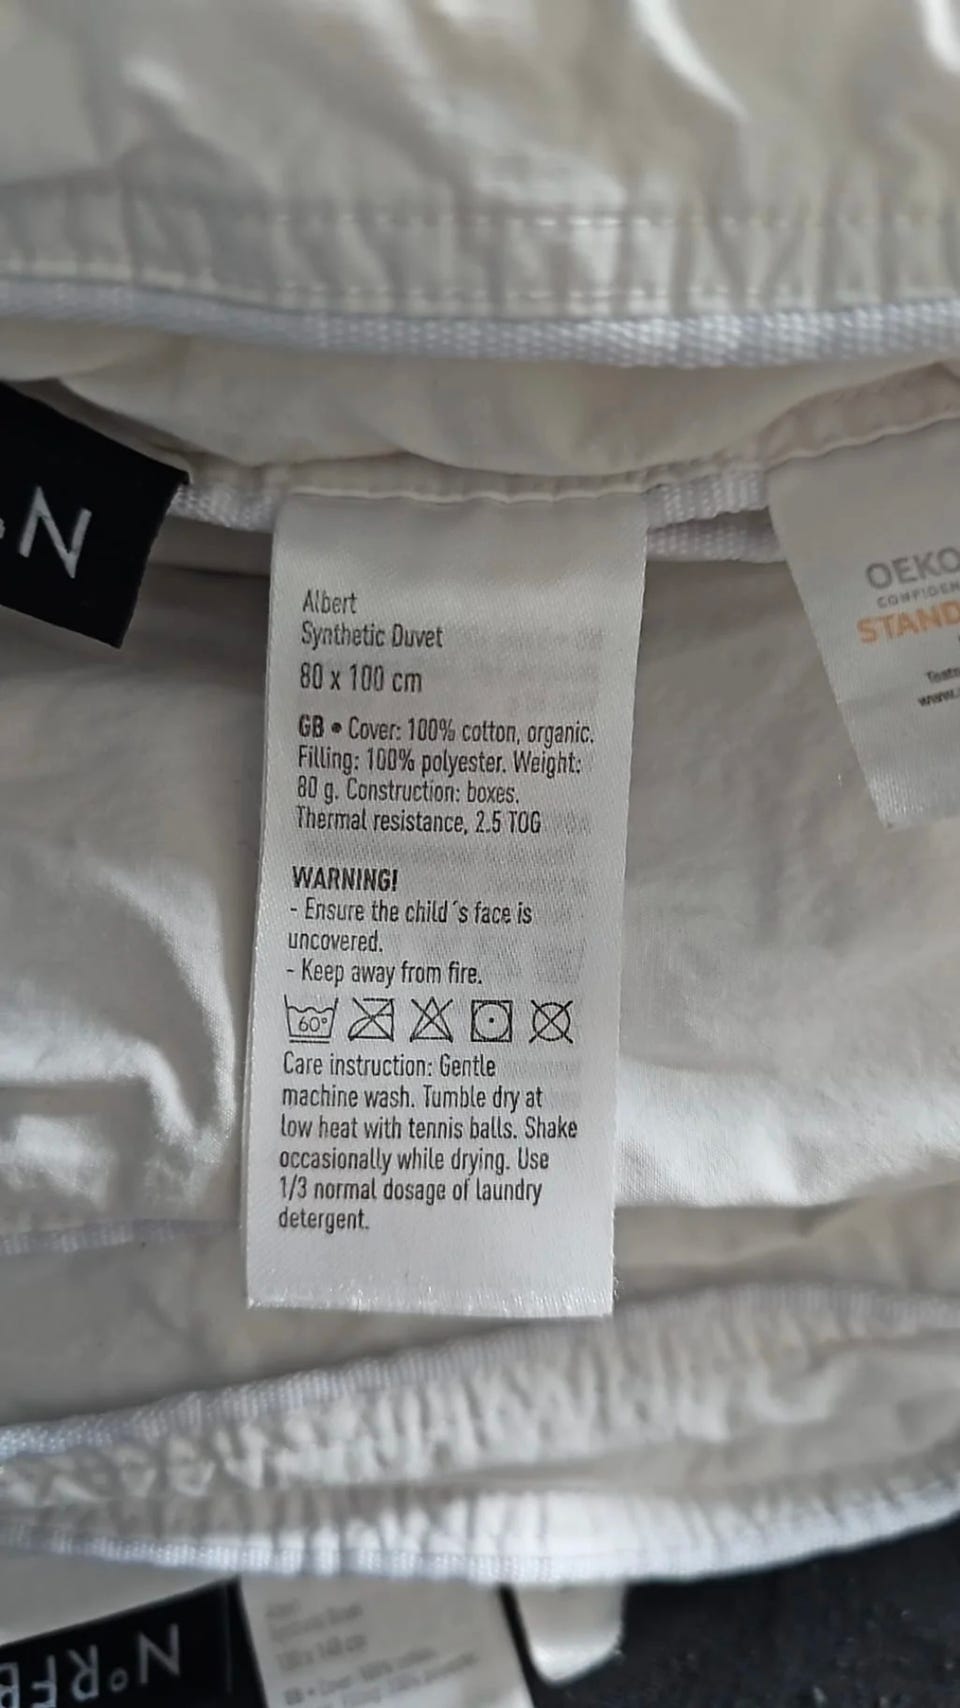 N
OEKO
CONFIDEN
STAND
Albert
Synthetic Duvet
80 x 100 cm
GB • Cover: 100% cotton, organic.
Filling: 100% polyester. Weight:
80 g. Construction: boxes.
Thermal resistance, 2.5 TOG
WARNING!
- Ensure the child´s face is
uncovered.
- Keep away from fire.
60°
Care instruction: Gentle
machine wash. Tumble dry at
low heat with tennis balls. Shake
occasionally while drying. Use
1/3 normal dosage of laundry
detergent.
www.